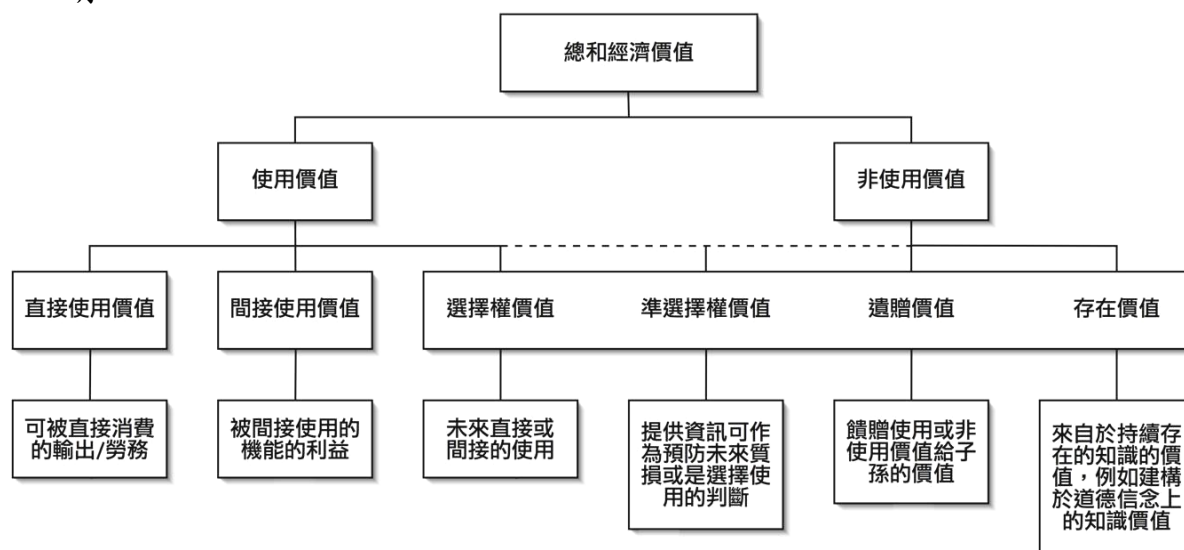 總和經濟價值
使用價值
非使用價值
直接使用價值
間接使用價值
選擇權價值
準選擇權價值
遺贈價值
存在價值
可被直接消費
的輸出/勞務
被間接使用的
機能的利益
未來直接或
間接的使用
提供資訊可作
為預防未來質
損或是選擇使
用的判斷
饋贈使用或非
使用價值給子
孫的價值
來自於持續存
在的知識的價
值，例如建構
於道德信念上
的知識價值